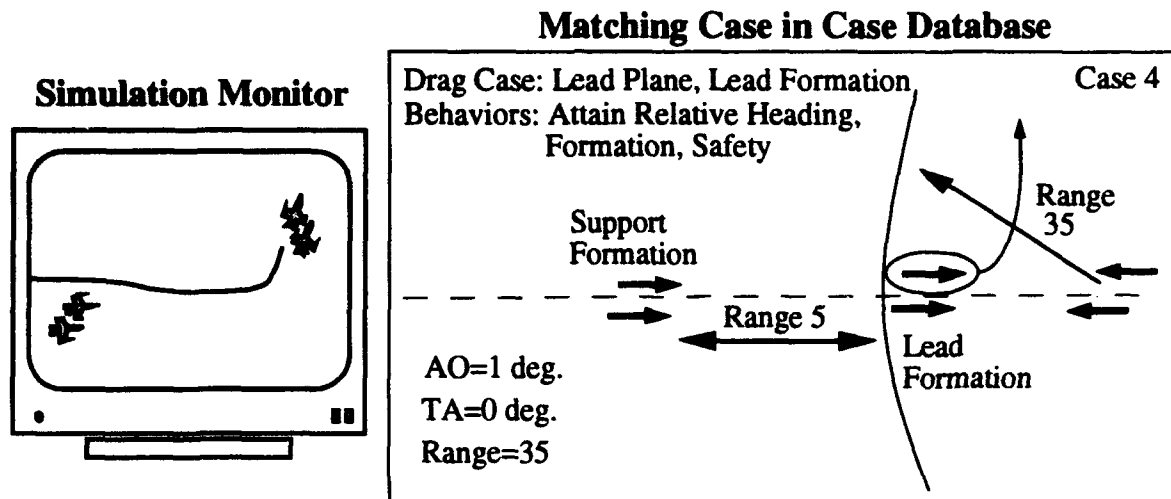 Matching Case in Case Database
Simulation Monitor
Drag Case: Lead Plane, Lead Formation
Case 4
Behaviors: Attain Relative Heading,
Formation, Safety
Range
35
Support
Formation
Range 5
Lead
Formation
AO=1 deg.
TA=0 deg.
Range=35